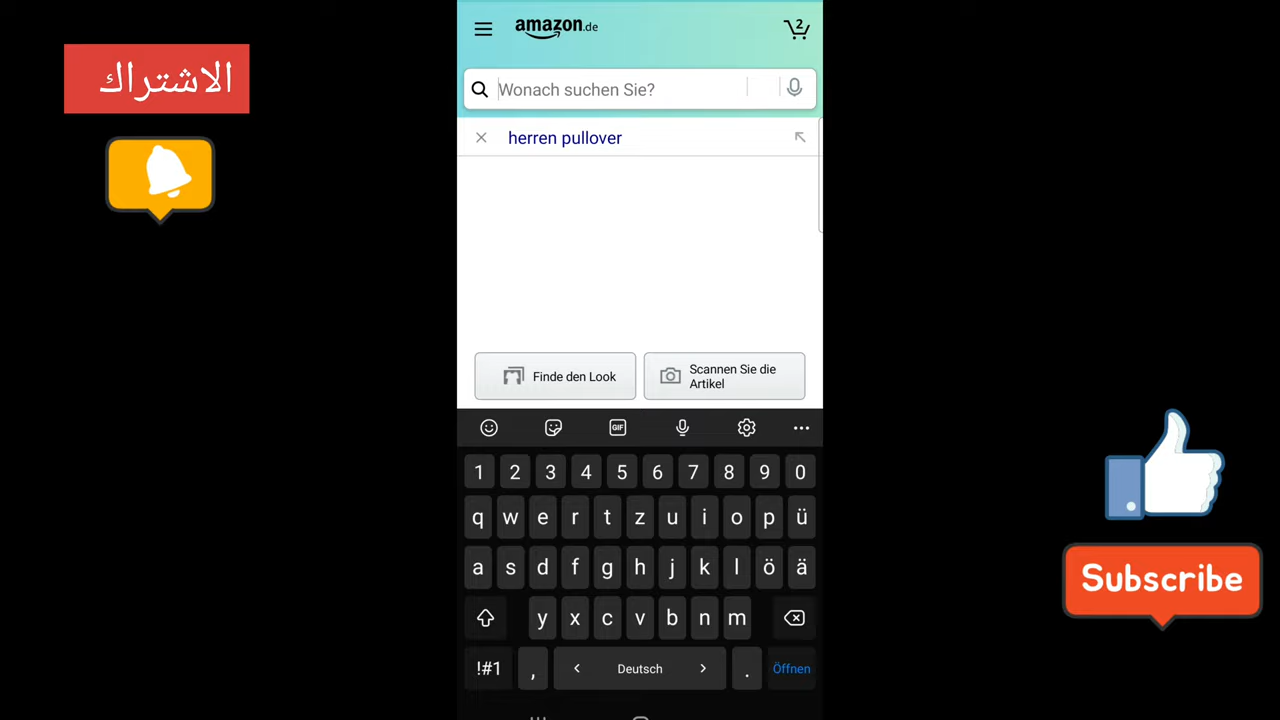 الاشتراك
amazon.de
2
Wonach suchen Sie?
herren pullover
Finde den Look
Scannen Sie die
Artikel
GIF
1 2 3 4 5 6 7 8 9 0
q w e r t z u i o p ü
a s d f g h j k l ö ä
y x c v b n m
!#1 , < Deutsch > . Öffnen
Subscribe